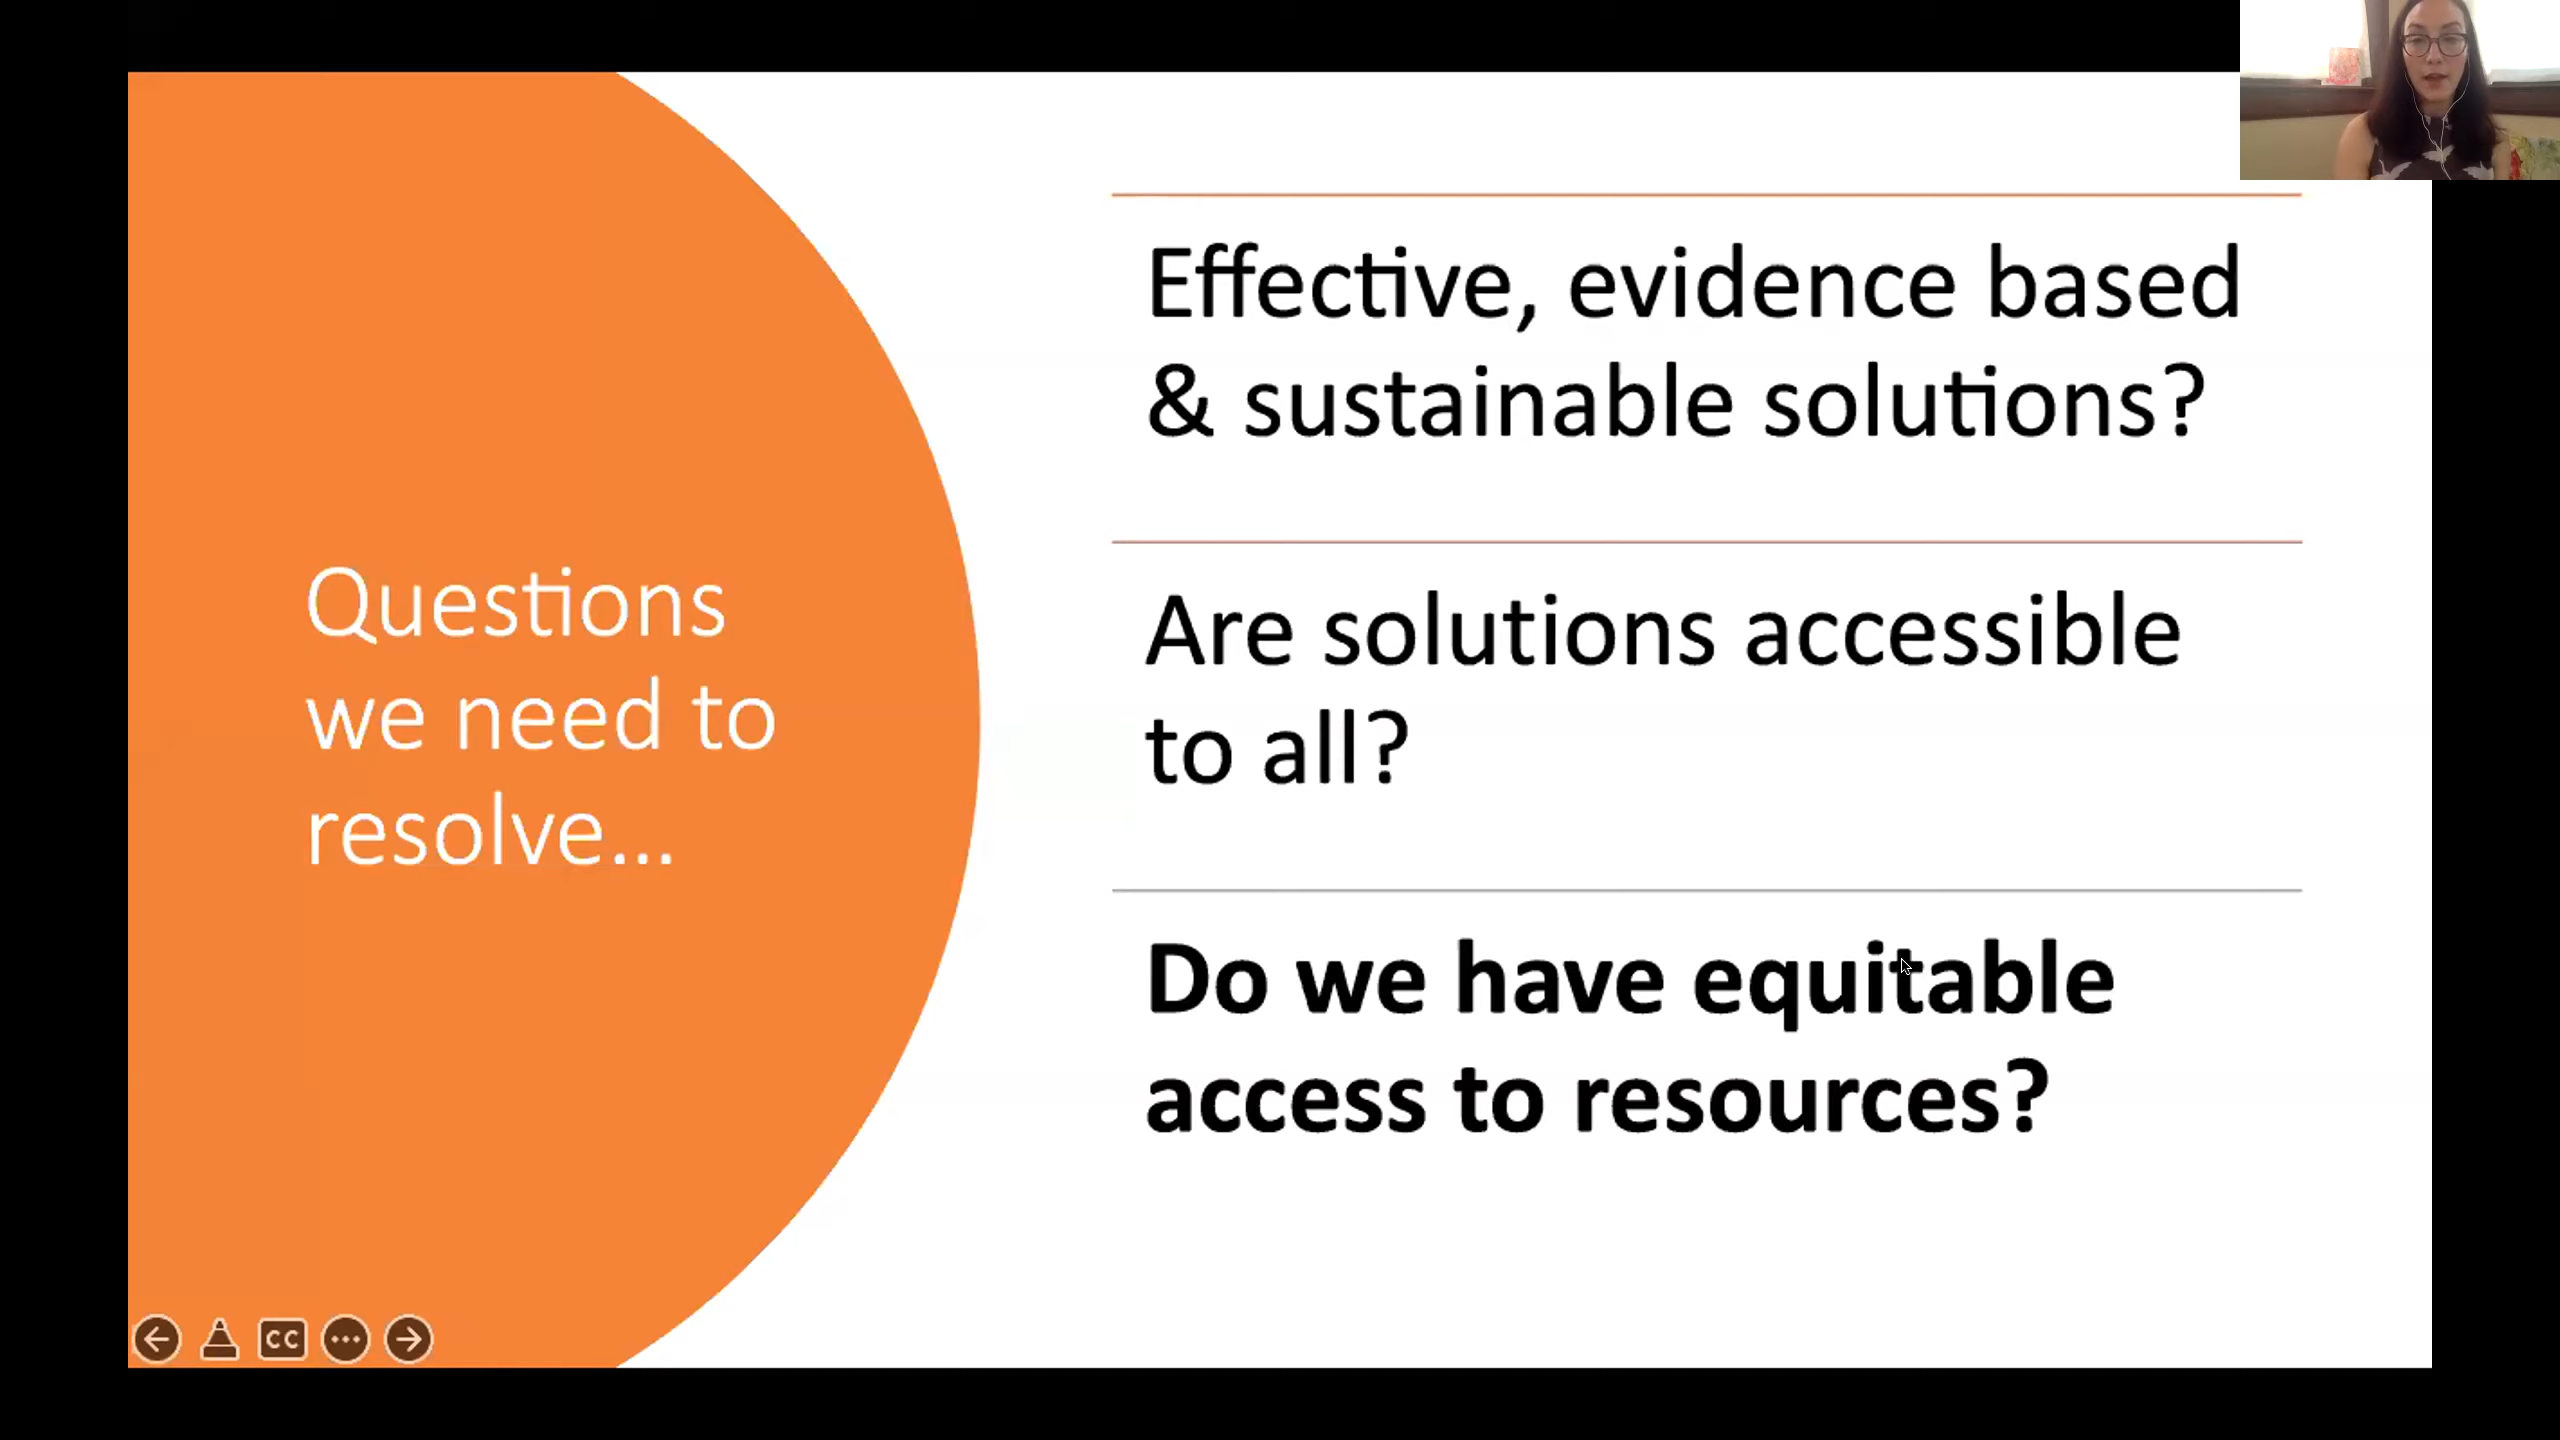 Questions
we need to
resolve...
Effective, evidence based
& sustainable solutions?
Are solutions accessible
to all?
Do we have equitable
access to resources?
CC